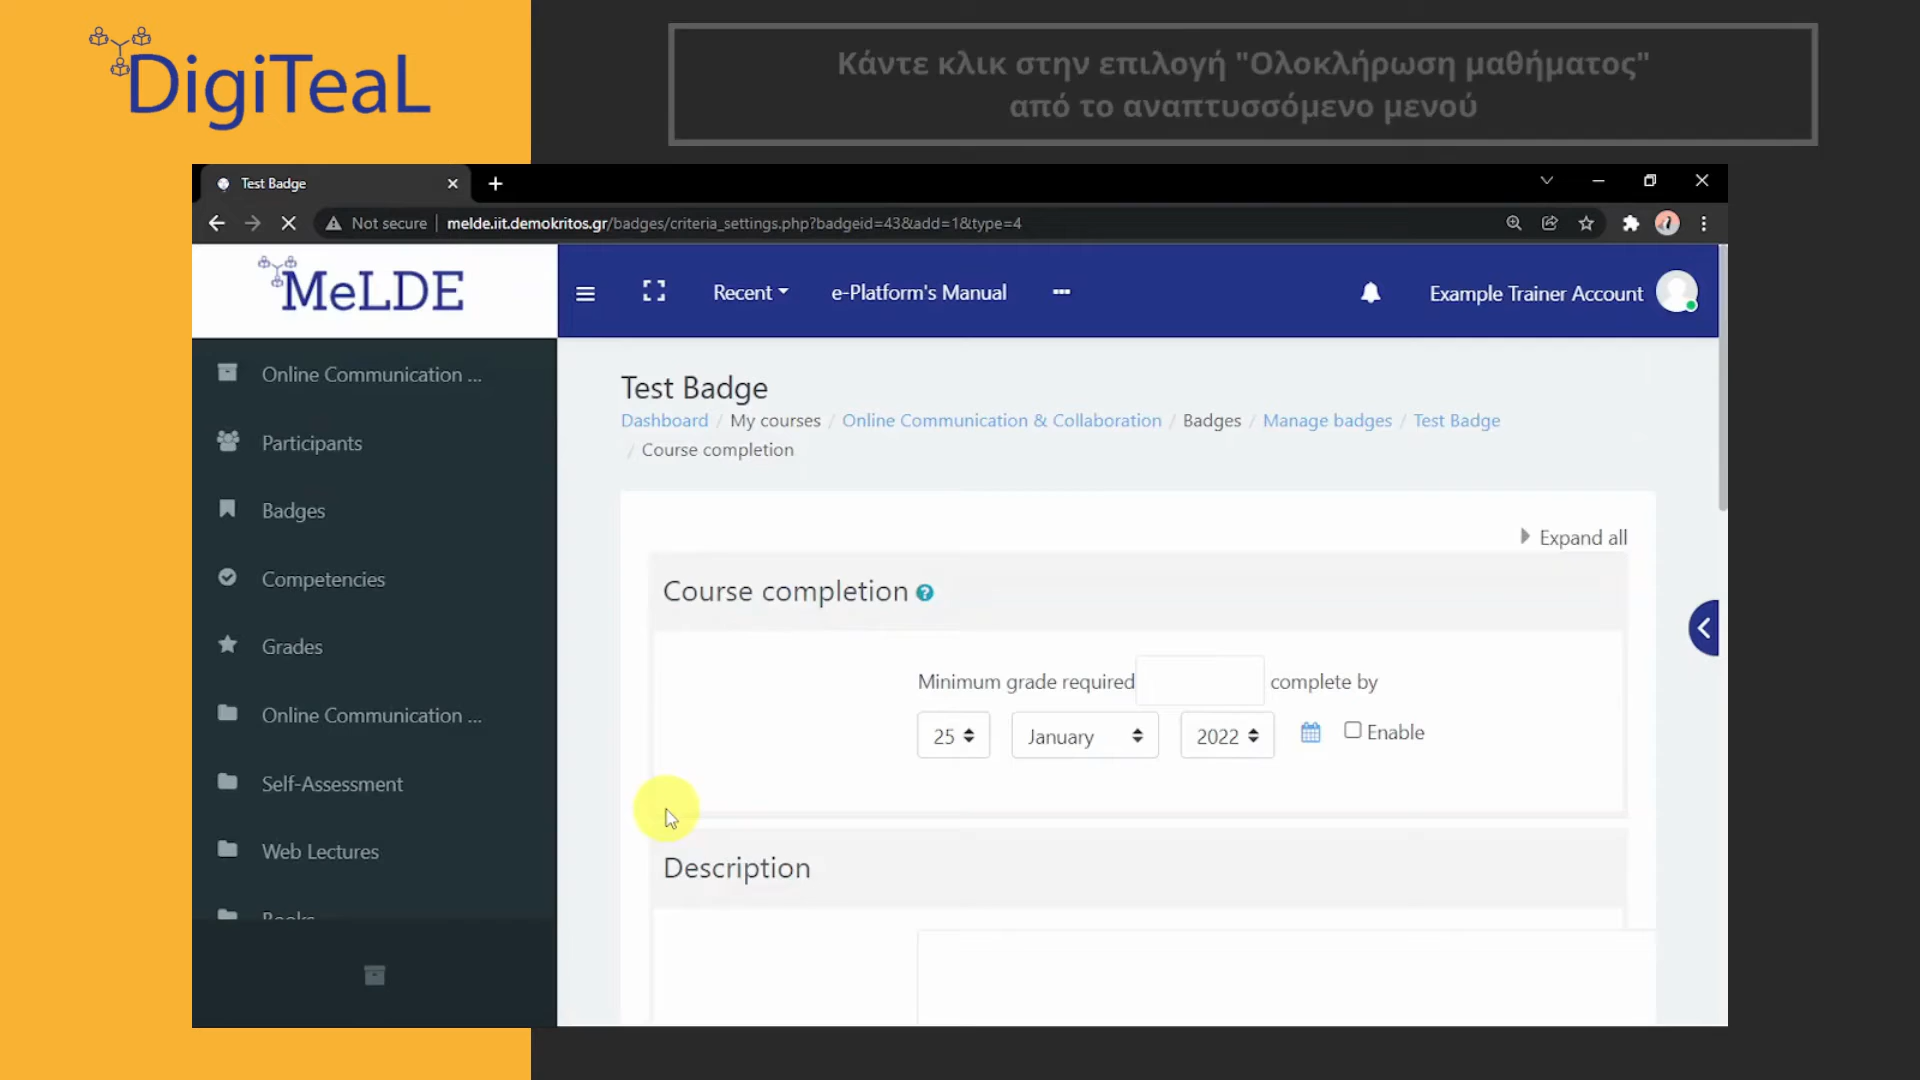 DigiTeaL
Κάντε κλικ στην επιλογή "Ολοκλήρωση μαθήματος"
από το αναπτυσσόμενο μενού
Test Badge
Not secure
melde.iit.demokritos.gr/badges/criteria_settings.php?badgeid=43&add=1&type=4
MeLDE
Recent
e-Platform's Manual
Example Trainer Account
Online Communication ...
Participants
Badges
Competencies
Grades
Online Communication ...
Self-Assessment
Web Lectures
Books
Test Badge
Dashboard / My courses / Online Communication & Collaboration / Badges / Manage badges / Test Badge
/ Course completion
Expand all
Course completion
Minimum grade required complete by
25 January 2022 Enable
Description